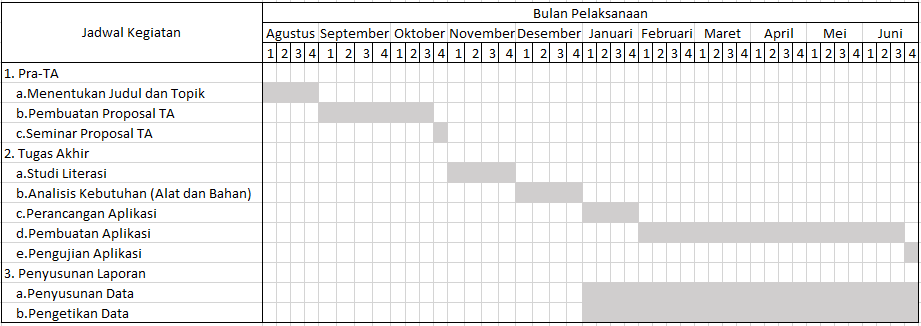 Bulan Pelaksanaan
Jadwal Kegiatan
Agustus September Oktober November Desember Januari Februari Maret April Mei Juni
1 2 3 4 1 2 3 4 1 2 3 4 1 2 3 4 1 2 3 4 1 2 3 4 1 2 3 4 1 2 3 4 1 2 3 4 1 2 3 4 1 2 3 4
1. Pra-TA
a.Menentukan Judul dan Topik
b.Pembuatan Proposal TA
c.Seminar Proposal TA
2. Tugas Akhir
a.Studi Literasi
b.Analisis Kebutuhan (Alat dan Bahan)
c.Perancangan Aplikasi
d.Pembuatan Aplikasi
e.Pengujian Aplikasi
3. Penyusunan Laporan
a.Penyusunan Data
b.Pengetikan Data